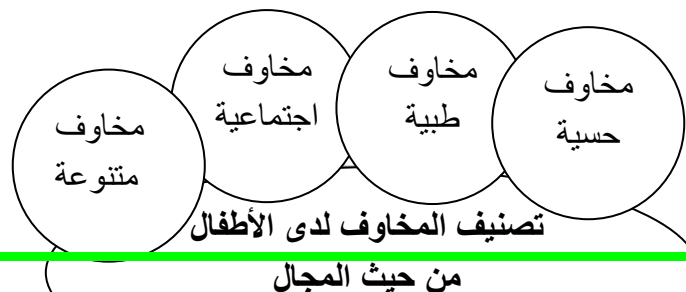 مخاوف
حسية
مخاوف
طبية
مخاوف
اجتماعية
مخاوف
متنوعة
تصنيف المخاوف لدى الأطفال
من حيث المجال